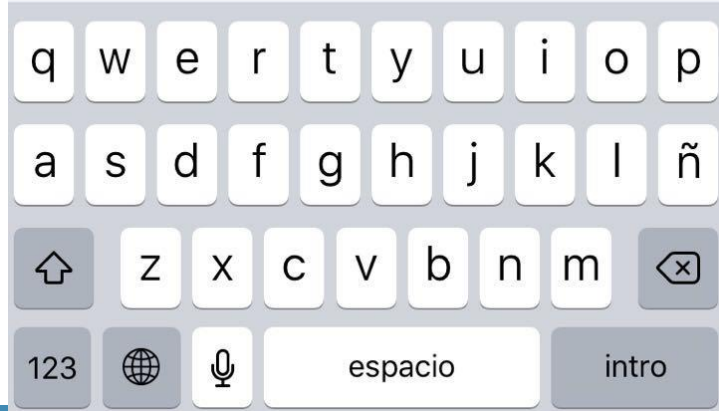 q w e r t y u i o p
a s d f g h j k l ñ
z x c v b n m
123 espacio intro